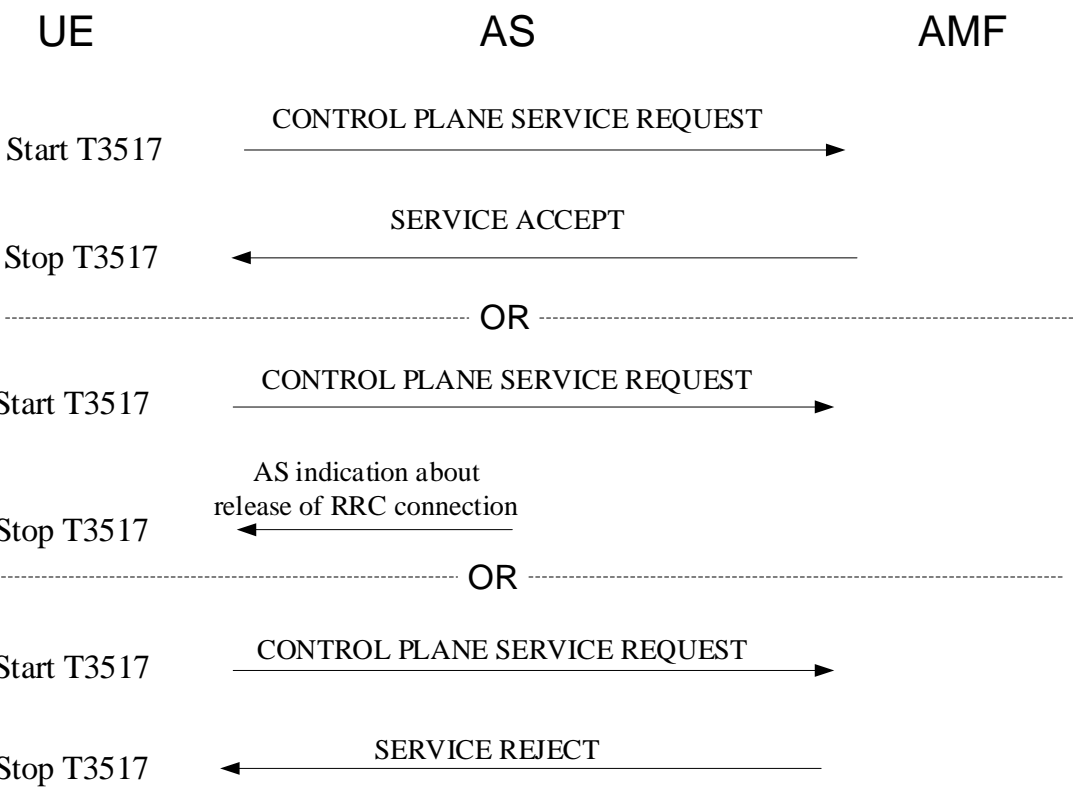 UE AS AMF
CONTROL PLANE SERVICE REQUEST
Start T3517
SERVICE ACCEPT
Stop T3517
OR
CONTROL PLANE SERVICE REQUEST
Start T3517
AS indication about
release of RRC connection
Stop T3517
OR
CONTROL PLANE SERVICE REQUEST
Start T3517
SERVICE REJECT
Stop T3517